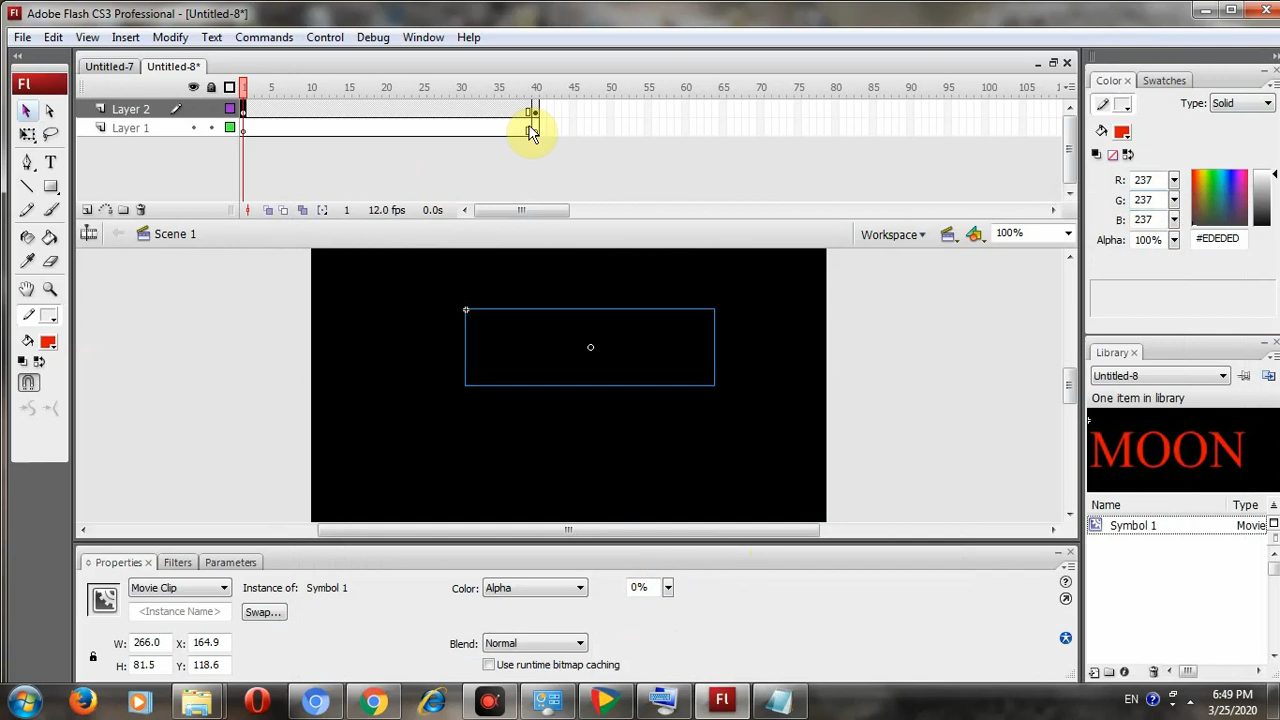 Adobe Flash CS3 Professional - [Untitled-8*]
File Edit View Insert Modify Text Commands Control Debug Window Help
Untitled-7 Untitled-8*
1 5 10 15 20 25 30 35 40 45 50 55 60 65 70 75 80 85 90 95 100 105
Layer 2
Layer 1
1 12.0 fps 0.0s
Scene 1 Workspace 100%
Fl
Color Swatches
Type: Solid
R: 237
G: 237
B: 237
Alpha: 100% #EDEDED
Library
Untitled-8
One item in library
MOON
Name Type
Symbol 1 Movie
Properties Filters Parameters
Movie Clip Instance of: Symbol 1 Color: Alpha 0%
<Instance Name> Swap...
W: 266.0 X: 164.9 Blend: Normal
H: 81.5 Y: 118.6 Use runtime bitmap caching
Fl EN 6:49 PM
3/25/2020